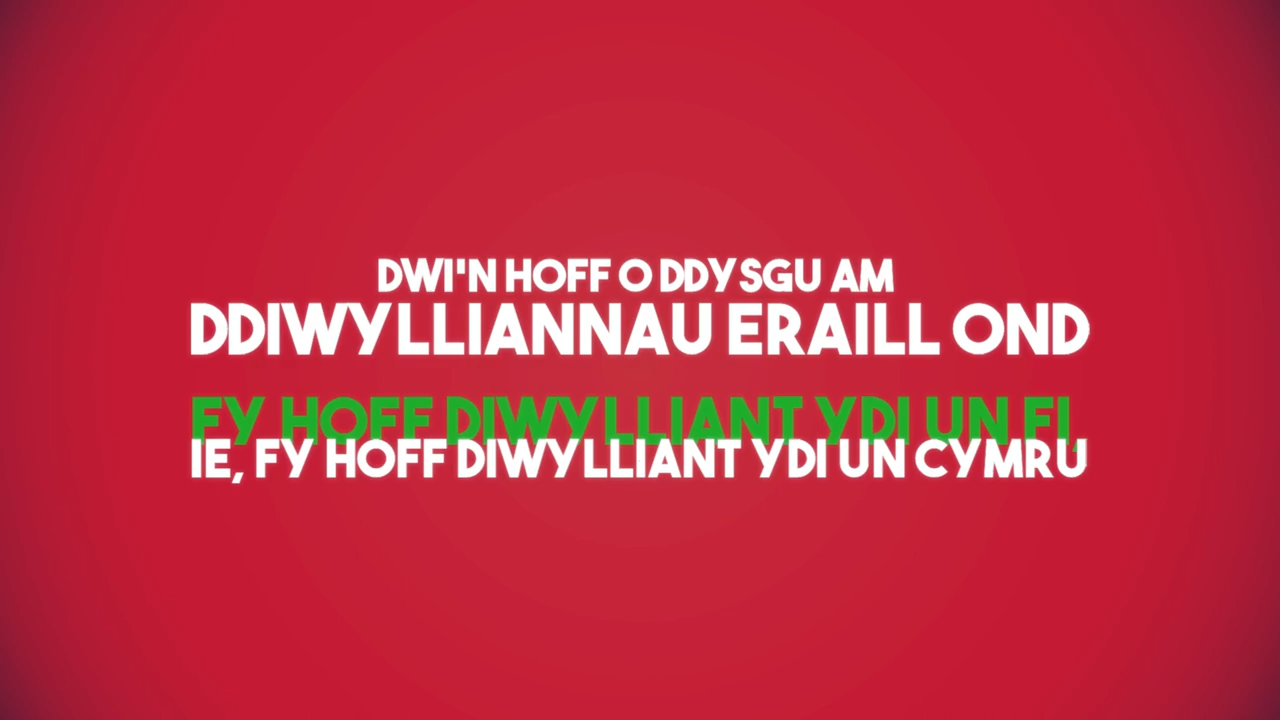 DWI'N HOFF O DDYSGU AM
DDIWYLLIANNAU ERAILL OND
FY HOFF DIWYLLIANT YDI UN FI,
IE, FY HOFF DIWYLLIANT YDI UN CYMRU